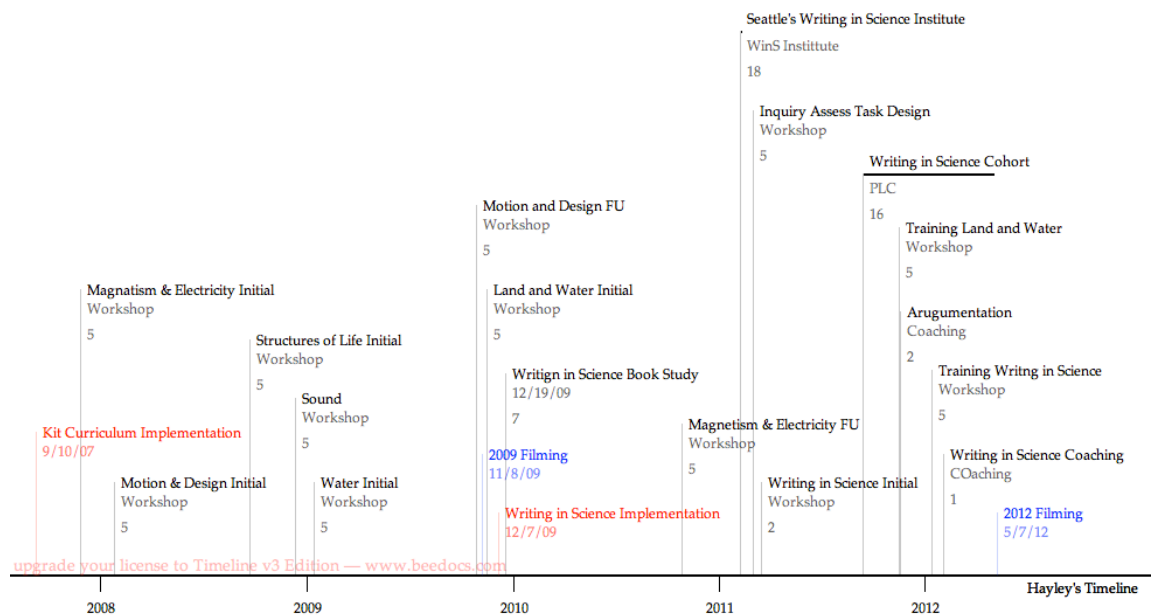 Seattle's Writing in Science Institute
WinS Instittute
18
Inquiry Assess Task Design
Workshop
5
Writing in Science Cohort
PLC
16
Motion and Design FU
Workshop
5
Training Land and Water
Workshop
5
Magnatism & Electricity Initial
Workshop
5
Land and Water Initial
Workshop
5
Arugumentation
Coaching
2
Structures of Life Initial
Workshop
5
Writign in Science Book Study
12/19/09
7
Training Writng in Science
Workshop
5
Sound
Workshop
5
Magnetism & Electricity FU
Workshop
5
Kit Curriculum Implementation
9/10/07
2009 Filming
11/8/09
Writing in Science Coaching
COaching
1
Motion & Design Initial
Workshop
5
Water Initial
Workshop
5
Writing in Science Initial
Workshop
2
Writing in Science Implementation
12/7/09
2012 Filming
5/7/12
upgrade your license to Timeline v3 Edition — www.beedocs.com
Hayley's Timeline
2008 2009 2010 2011 2012